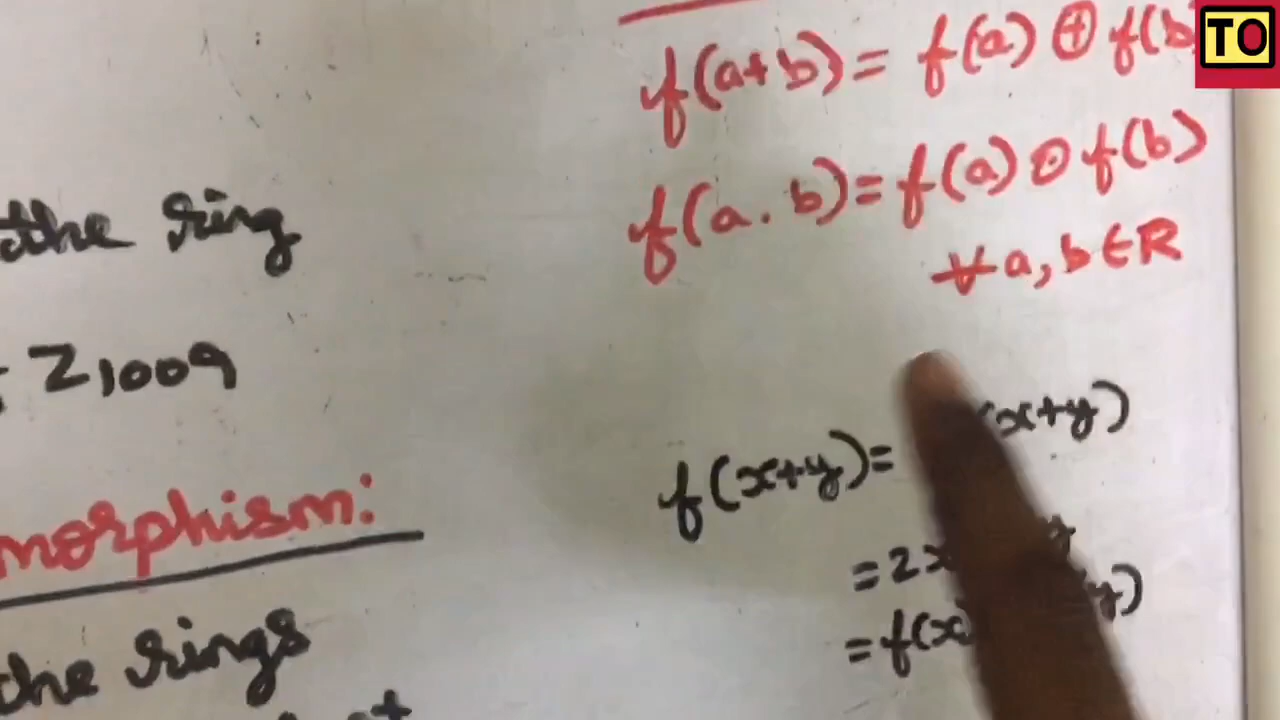 TO
f(a+b)= f(a) ⊕ f(b
f(a.b)= f(a) ⊙ f(b)
∀ a, b ∈ R
the ring
Z1009
f(x+y)= (x+y)
morphism:
= 2x y
= f(x y)
the rings